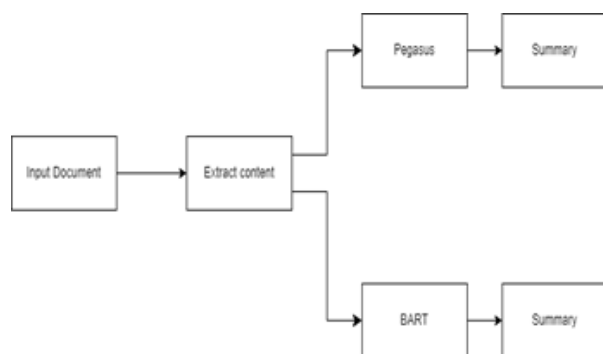 Pegasus
Summary
Input Document
Extract content
BART
Summary